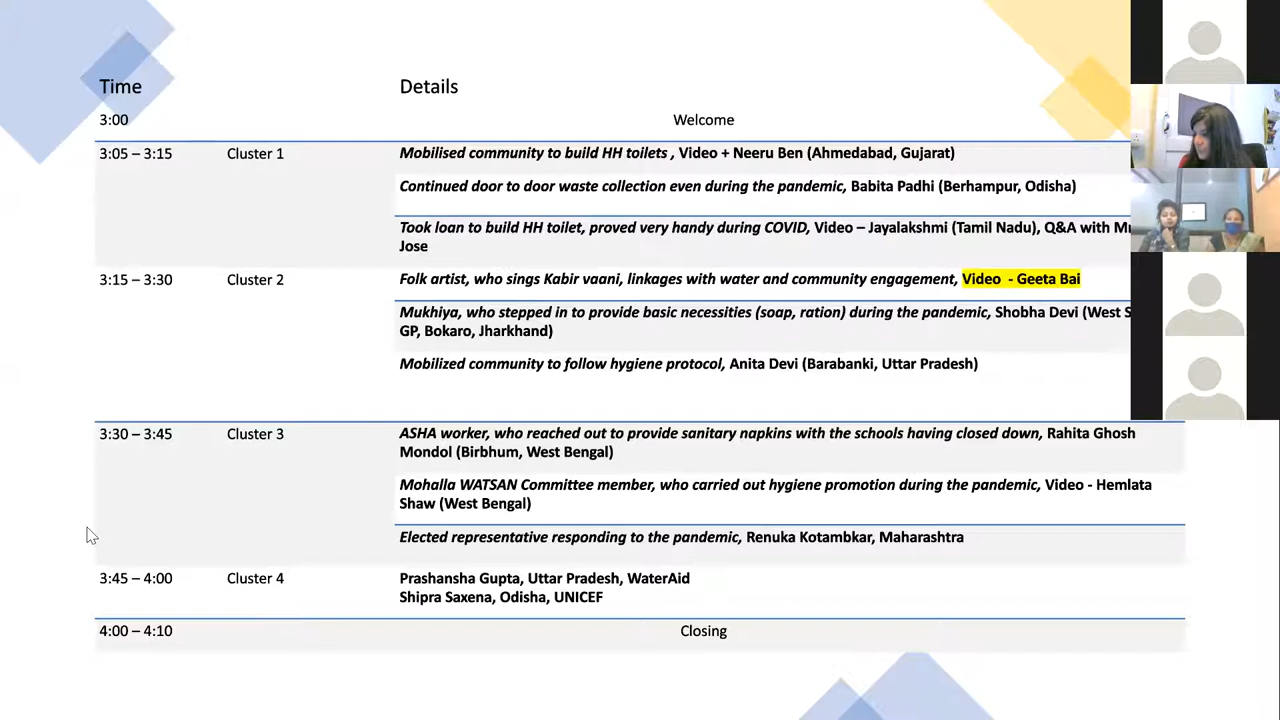 Time Details
3:00 Welcome
3:05 – 3:15 Cluster 1 Mobilised community to build HH toilets , Video + Neeru Ben (Ahmedabad, Gujarat)
Continued door to door waste collection even during the pandemic, Babita Padhi (Berhampur, Odisha)
Took loan to build HH toilet, proved very handy during COVID, Video – Jayalakshmi (Tamil Nadu), Q&A with
Jose
3:15 – 3:30 Cluster 2 Folk artist, who sings Kabir vaani, linkages with water and community engagement, Video - Geeta Bai
Mukhiya, who stepped in to provide basic necessities (soap, ration) during the pandemic, Shobha Devi (West
GP, Bokaro, Jharkhand)
Mobilized community to follow hygiene protocol, Anita Devi (Barabanki, Uttar Pradesh)
3:30 – 3:45 Cluster 3 ASHA worker, who reached out to provide sanitary napkins with the schools having closed down, Rahita Ghosh
Mondol (Birbhum, West Bengal)
Mohalla WATSAN Committee member, who carried out hygiene promotion during the pandemic, Video - Hemlata
Shaw (West Bengal)
Elected representative responding to the pandemic, Renuka Kotambkar, Maharashtra
3:45 – 4:00 Cluster 4 Prashansha Gupta, Uttar Pradesh, WaterAid
Shipra Saxena, Odisha, UNICEF
4:00 – 4:10 Closing